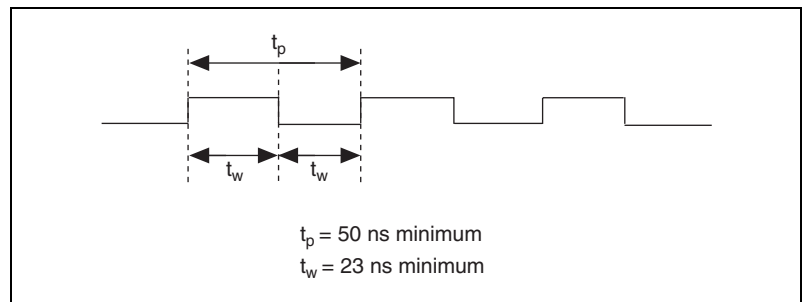 tp
tw tw
tp = 50 ns minimum
tw = 23 ns minimum